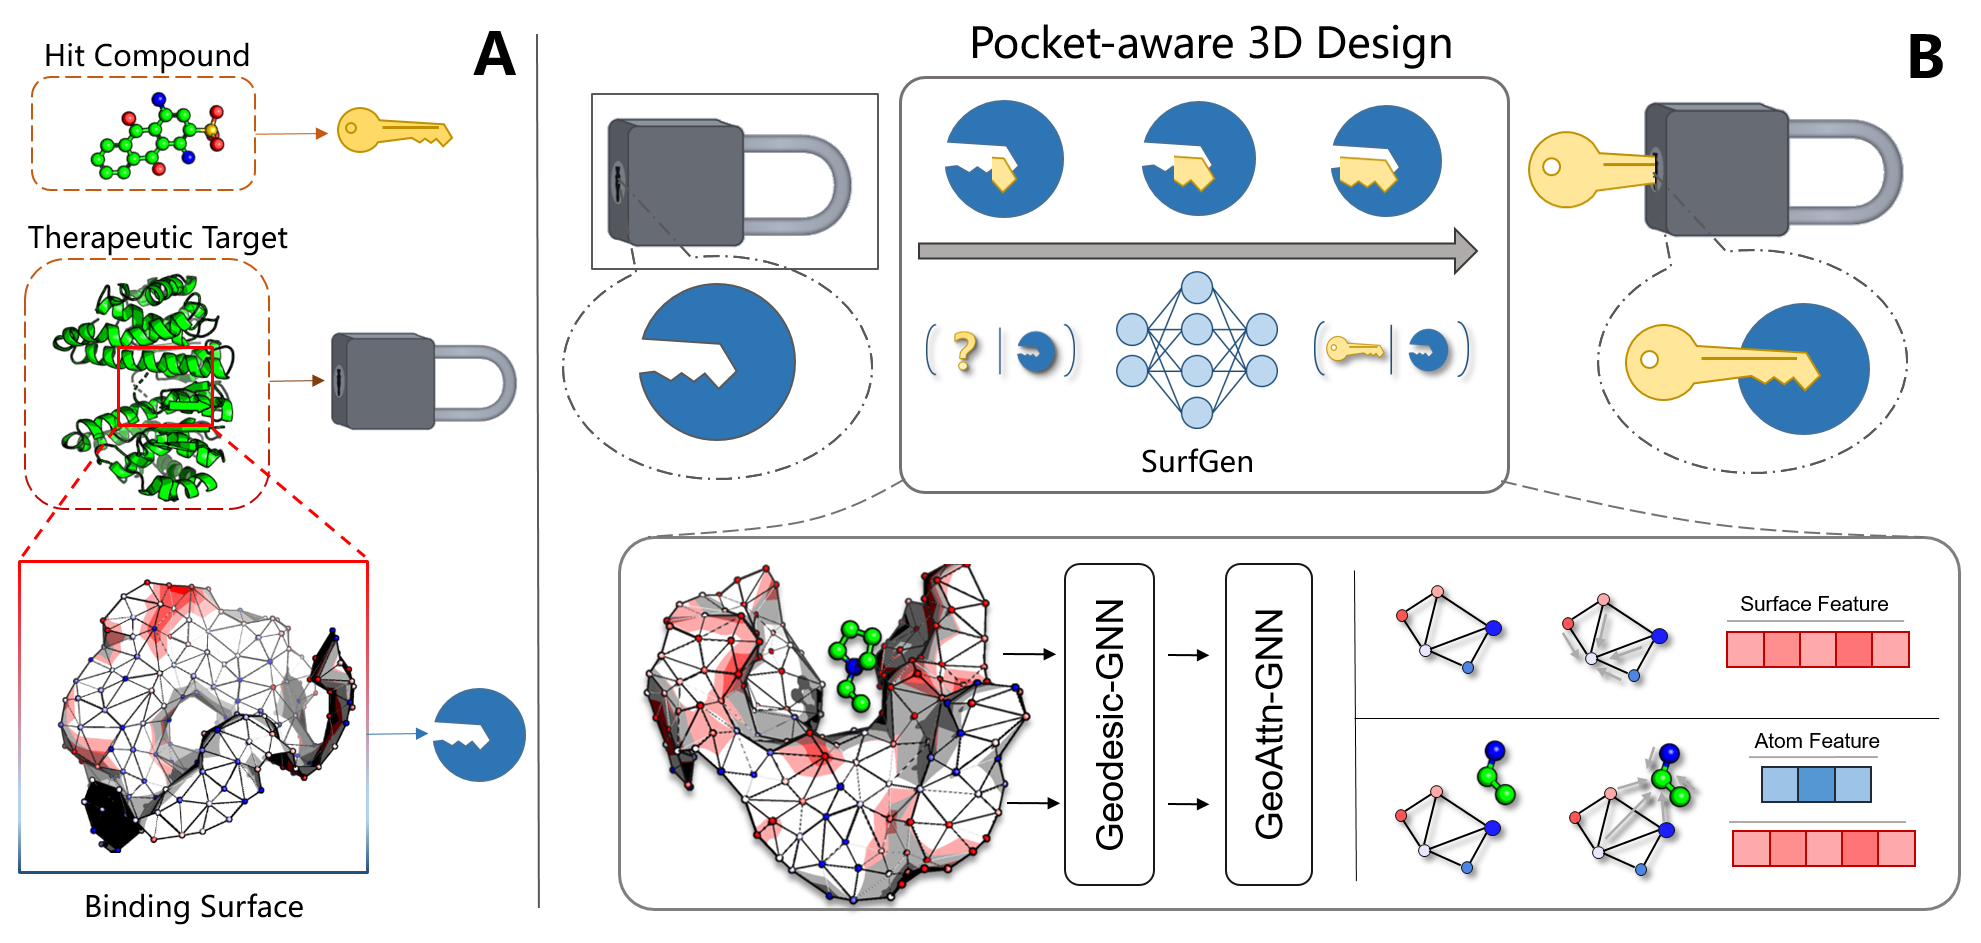 A
Hit Compound
Therapeutic Target
Binding Surface
Pocket-aware 3D Design
B
?
SurfGen
Geodesic-GNN
GeoAttn-GNN
Surface Feature
Atom Feature